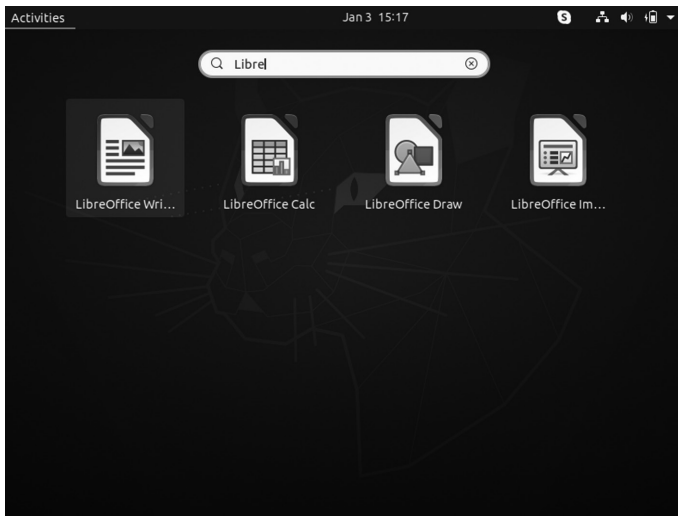 Activities
Jan 3 15:17
S
Libre
LibreOffice Wri...
LibreOffice Calc
LibreOffice Draw
LibreOffice Im...